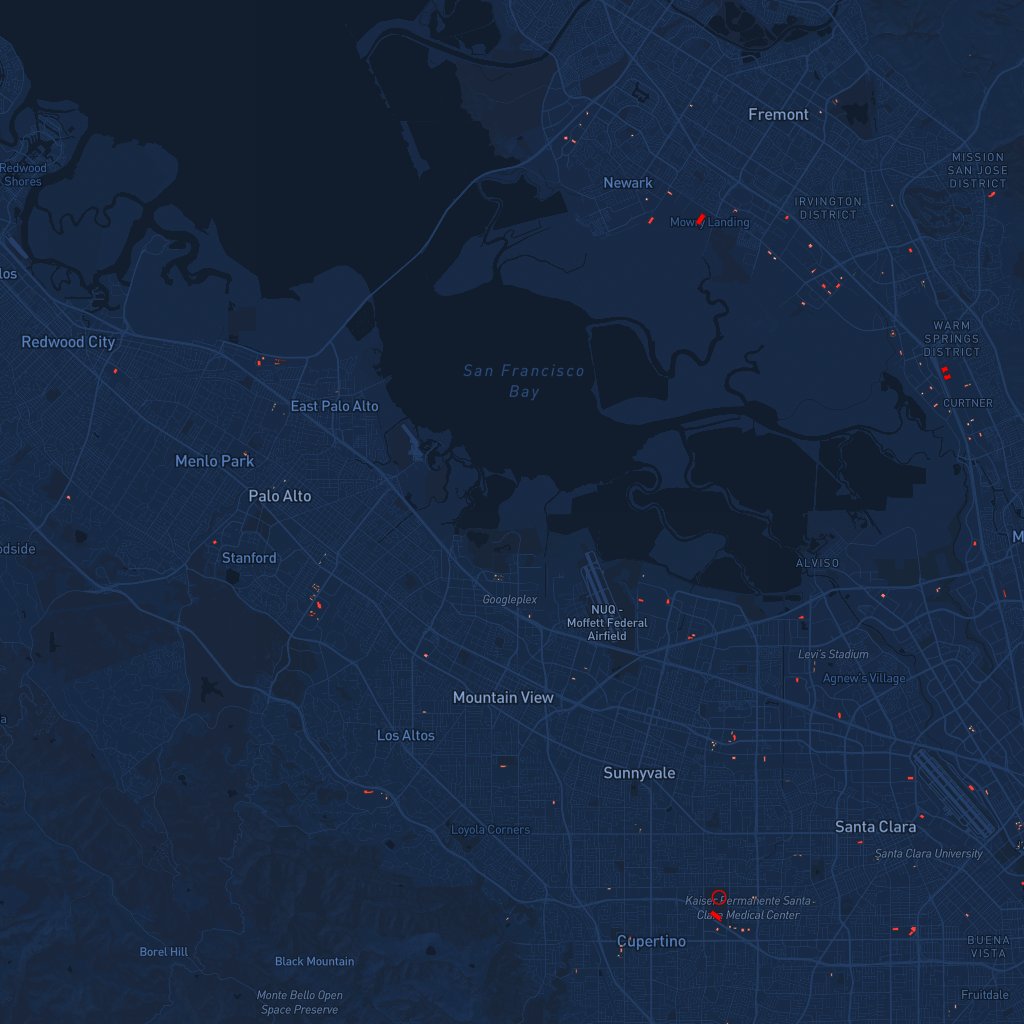 Fremont
MISSION
SAN JOSE
DISTRICT
Redwood
Shores
Newark
IRVINGTON
DISTRICT
Mowry Landing
los
Redwood City
WARM
SPRINGS
DISTRICT
San Francisco
Bay
East Palo Alto
CURTNER
Menlo Park
Palo Alto
M
odside
Stanford
ALVISO
Googleplex
NUQ -
Moffett Federal
Airfield
Levi's Stadium
Agnew's Village
Mountain View
a
Los Altos
Sunnyvale
Loyola Corners
Santa Clara
Santa Clara University
Kaiser Permanente Santa-
Clara Medical Center
Cupertino
BUENA
VISTA
Borel Hill
Black Mountain
Monte Bello Open
Space Preserve
Fruitdale